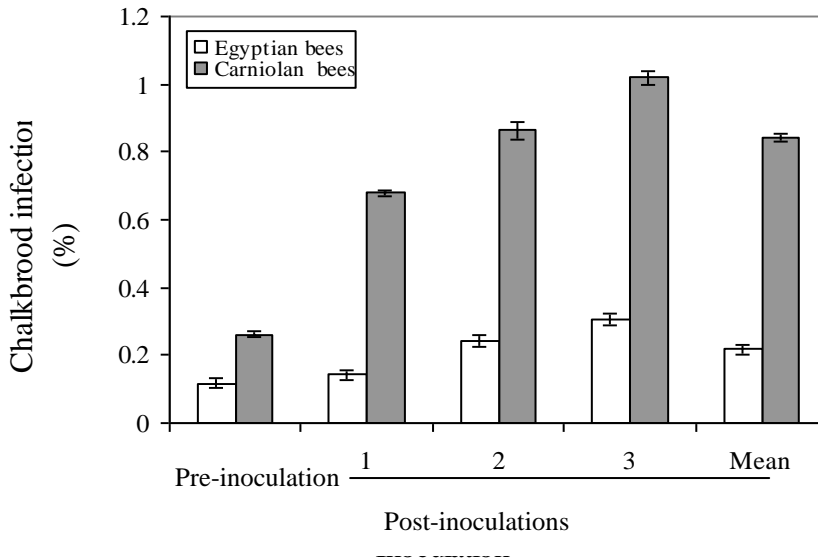 1.2
Egyptian bees
Carniolan bees
1
0.8
0.6
0.4
0.2
0
Chalkbrood infection
(%)
Pre-inoculation 1 2 3 Mean
Post-inoculations